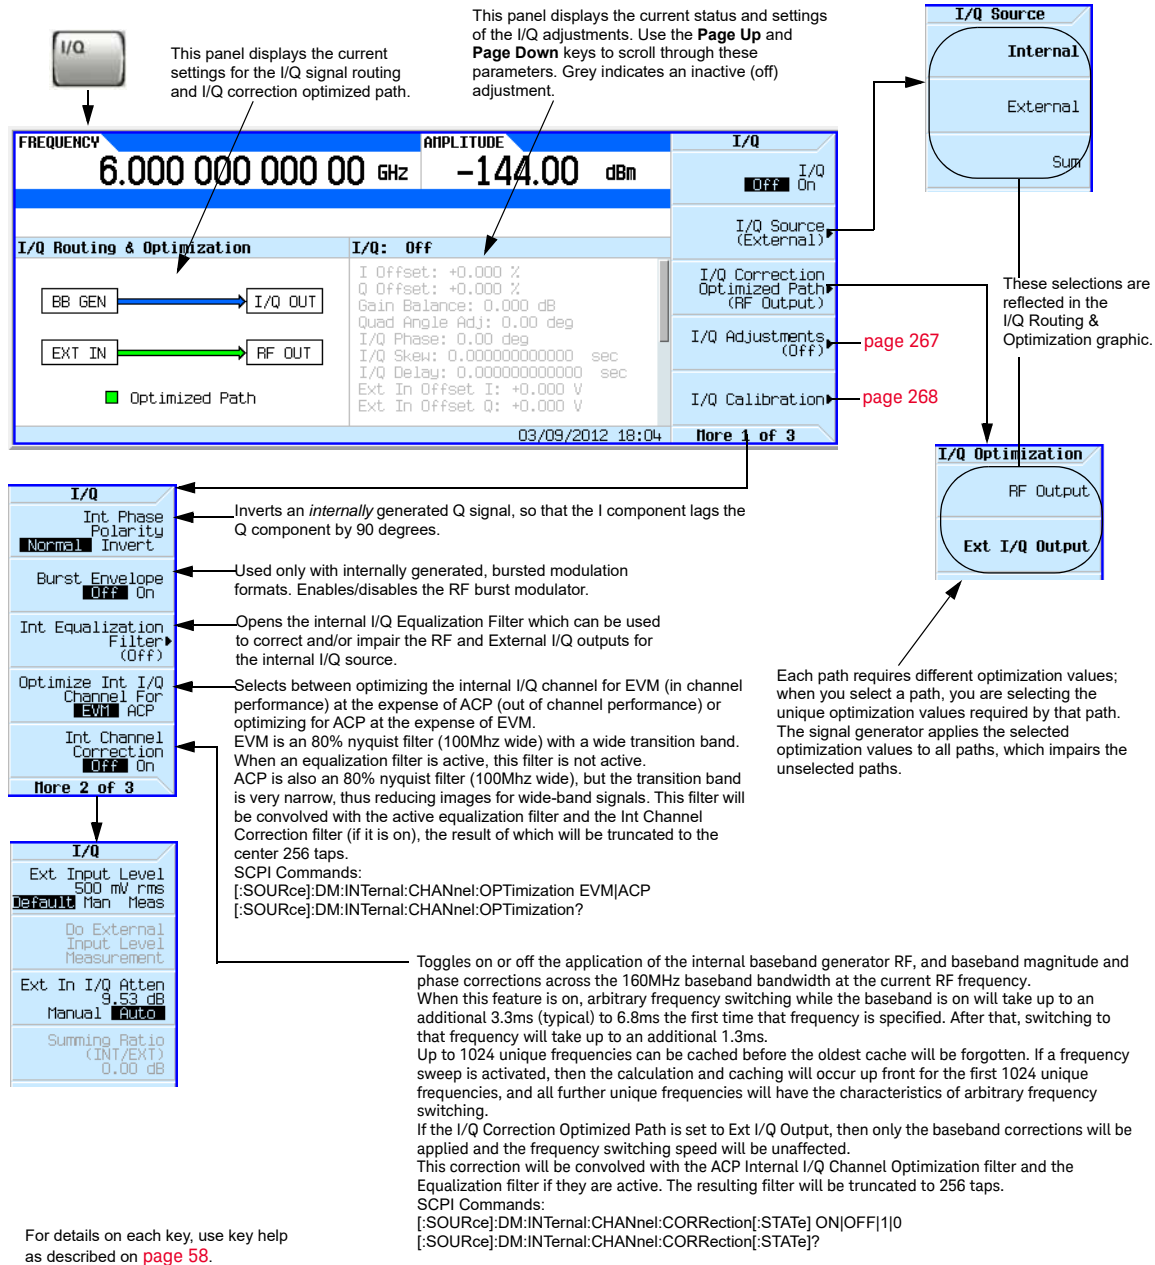 I/Q
This panel displays the current
settings for the I/Q signal routing
and I/Q correction optimized path.
This panel displays the current status and settings
of the I/Q adjustments. Use the Page Up and
Page Down keys to scroll through these
parameters. Grey indicates an inactive (off)
adjustment.
I/Q Source
Internal
External
Sum
FREQUENCY
6.000 000 000 00 GHz
AMPLITUDE
-144.00 dBm
I/Q Routing & Optimization
BB GEN
I/Q OUT
EXT IN
RF OUT
Optimized Path
I/Q: Off
I Offset: +0.000 %
Q Offset: +0.000 %
Gain Balance: 0.000 dB
Quad Angle Adj: 0.00 deg
I/Q Phase: 0.00 deg
I/Q Skew: 0.000000000000 sec
I/Q Delay: 0.000000000000 sec
Ext In Offset I: +0.000 V
Ext In Offset Q: +0.000 V
03/09/2012 18:04
I/Q
I/Q
Off On
I/Q Source
(External)
I/Q Correction
Optimized Path
(RF Output)
I/Q Adjustments
(Off)
I/Q Calibration
More 1 of 3
page 267
page 268
These selections are
reflected in the
I/Q Routing &
Optimization graphic.
I/Q Optimization
RF Output
Ext I/Q Output
Each path requires different optimization values;
when you select a path, you are selecting the
unique optimization values required by that path.
The signal generator applies the selected
optimization values to all paths, which impairs the
unselected paths.
I/Q
Int Phase
Polarity
Normal Invert
Burst Envelope
Off On
Int Equalization
Filter
(Off)
Optimize Int I/Q
Channel For
EVM ACP
Int Channel
Correction
Off On
More 2 of 3
Inverts an internally generated Q signal, so that the I component lags the
Q component by 90 degrees.
Used only with internally generated, bursted modulation
formats. Enables/disables the RF burst modulator.
Opens the internal I/Q Equalization Filter which can be used
to correct and/or impair the RF and External I/Q outputs for
the internal I/Q source.
Selects between optimizing the internal I/Q channel for EVM (in channel
performance) at the expense of ACP (out of channel performance) or
optimizing for ACP at the expense of EVM.
EVM is an 80% nyquist filter (100Mhz wide) with a wide transition band.
When an equalization filter is active, this filter is not active.
ACP is also an 80% nyquist filter (100Mhz wide), but the transition band
is very narrow, thus reducing images for wide-band signals. This filter will
be convolved with the active equalization filter and the Int Channel
Correction filter (if it is on), the result of which will be truncated to the
center 256 taps.
SCPI Commands:
[:SOURce]:DM:INTernal:CHANnel:OPTimization EVM|ACP
[:SOURce]:DM:INTernal:CHANnel:OPTimization?
I/Q
Ext Input Level
500 mV rms
Default Man Meas
Do External
Input Level
Measurement
Ext In I/Q Atten
9.53 dB
Manual Auto
Summing Ratio
(INT/EXT)
0.00 dB
Toggles on or off the application of the internal baseband generator RF, and baseband magnitude and
phase corrections across the 160MHz baseband bandwidth at the current RF frequency.
When this feature is on, arbitrary frequency switching while the baseband is on will take up to an
additional 3.3ms (typical) to 6.8ms the first time that frequency is specified. After that, switching to
that frequency will take up to an additional 1.3ms.
Up to 1024 unique frequencies can be cached before the oldest cache will be forgotten. If a frequency
sweep is activated, then the calculation and caching will occur up front for the first 1024 unique
frequencies, and all further unique frequencies will have the characteristics of arbitrary frequency
switching.
If the I/Q Correction Optimized Path is set to Ext I/Q Output, then only the baseband corrections will be
applied and the frequency switching speed will be unaffected.
This correction will be convolved with the ACP Internal I/Q Channel Optimization filter and the
Equalization filter if they are active. The resulting filter will be truncated to 256 taps.
SCPI Commands:
[:SOURce]:DM:INTernal:CHANnel:CORRection[:STATe] ON|OFF|1|0
[:SOURce]:DM:INTernal:CHANnel:CORRection[:STATe]?
For details on each key, use key help
as described on page 58.